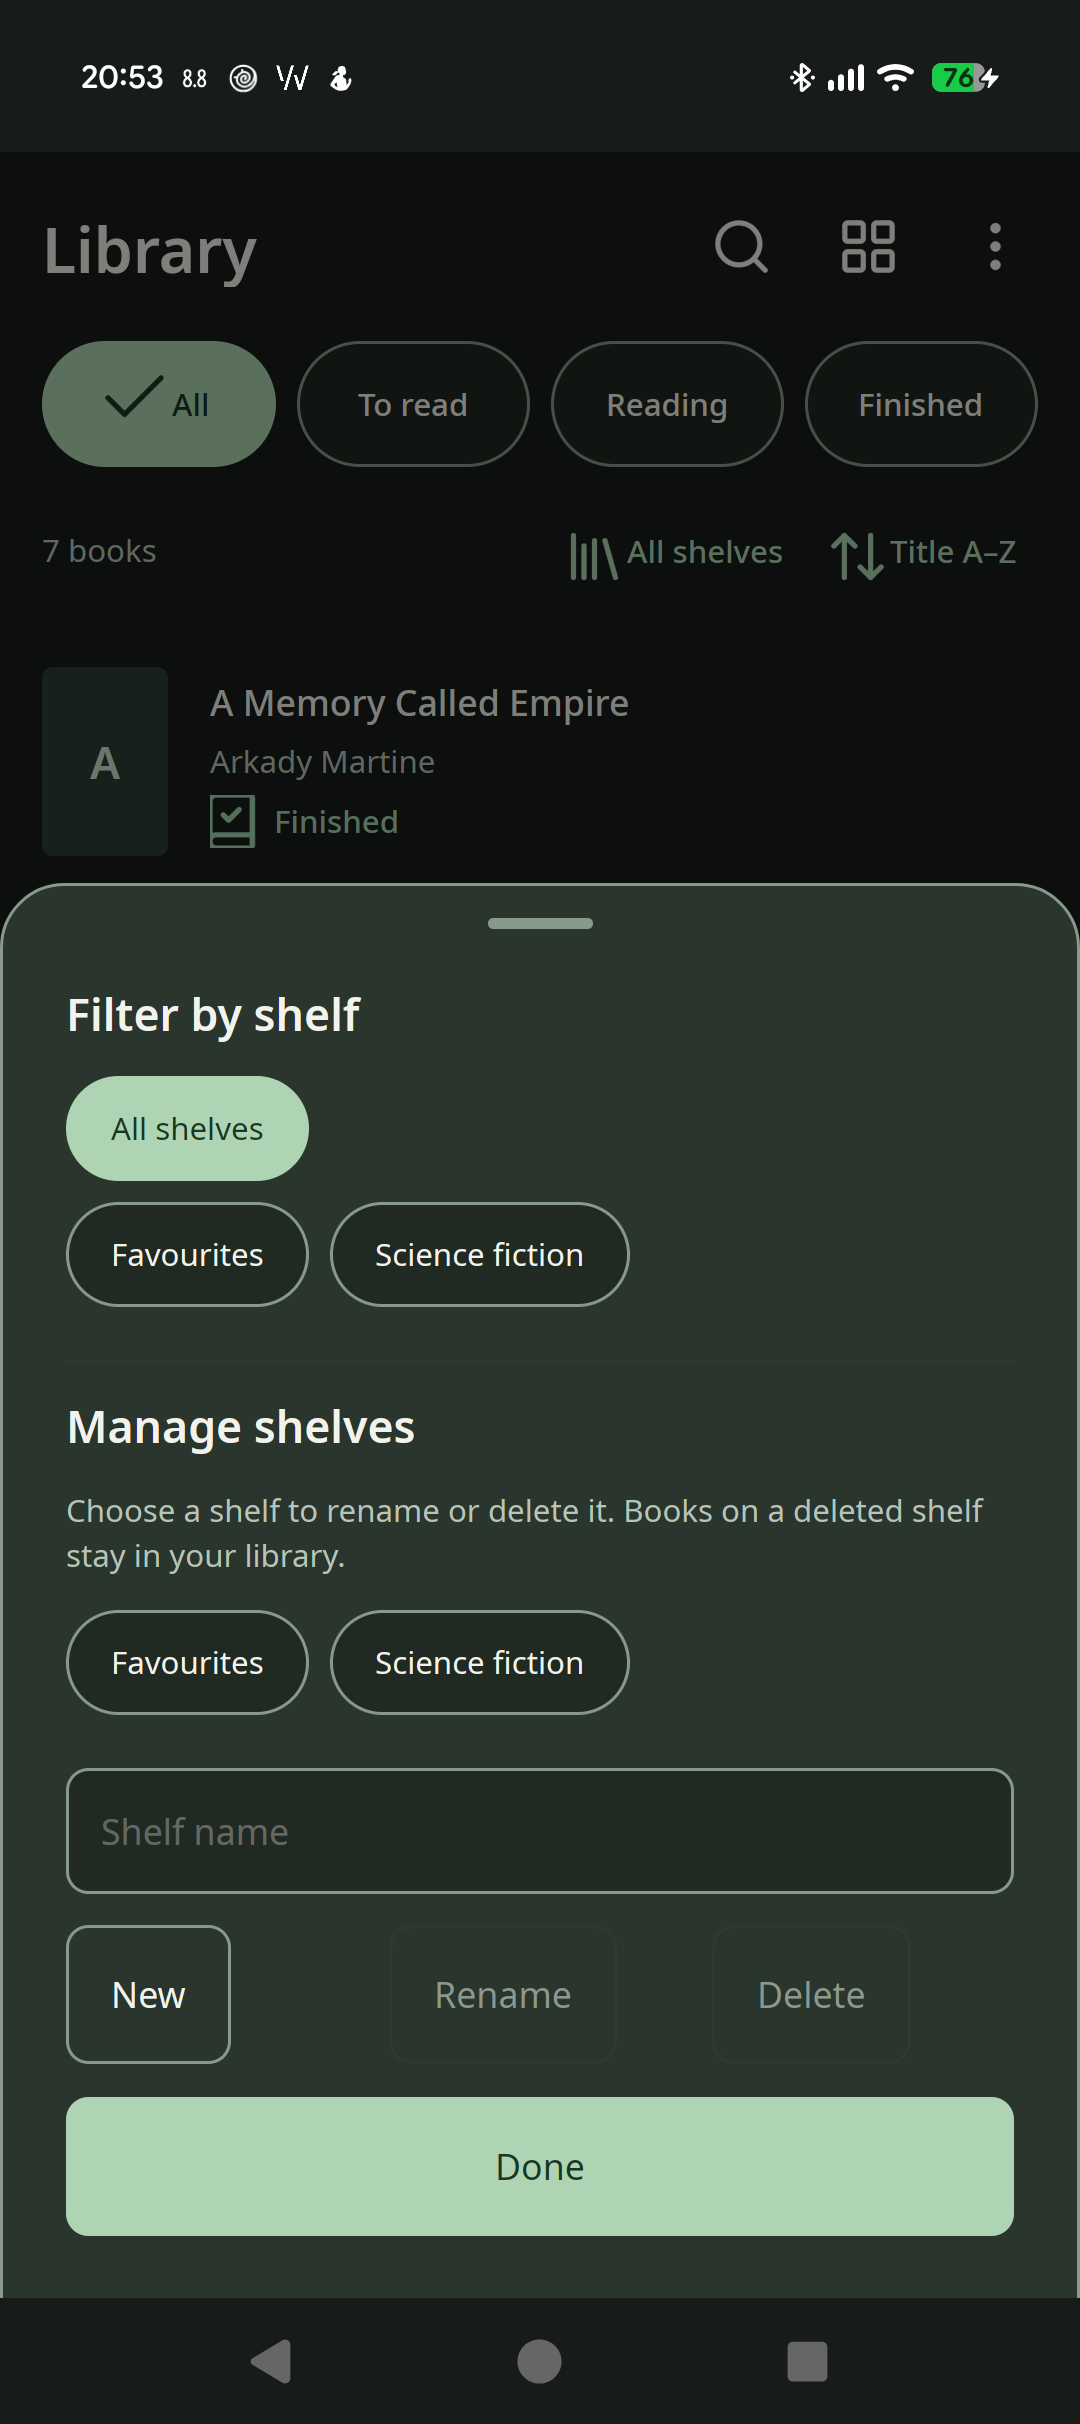 20:53 8.8 76
Library
All To read Reading Finished
7 books All shelves Title A–Z
A
A Memory Called Empire
Arkady Martine
Finished
Filter by shelf
All shelves
Favourites Science fiction
Manage shelves
Choose a shelf to rename or delete it. Books on a deleted shelf
stay in your library.
Favourites Science fiction
Shelf name
New Rename Delete
Done